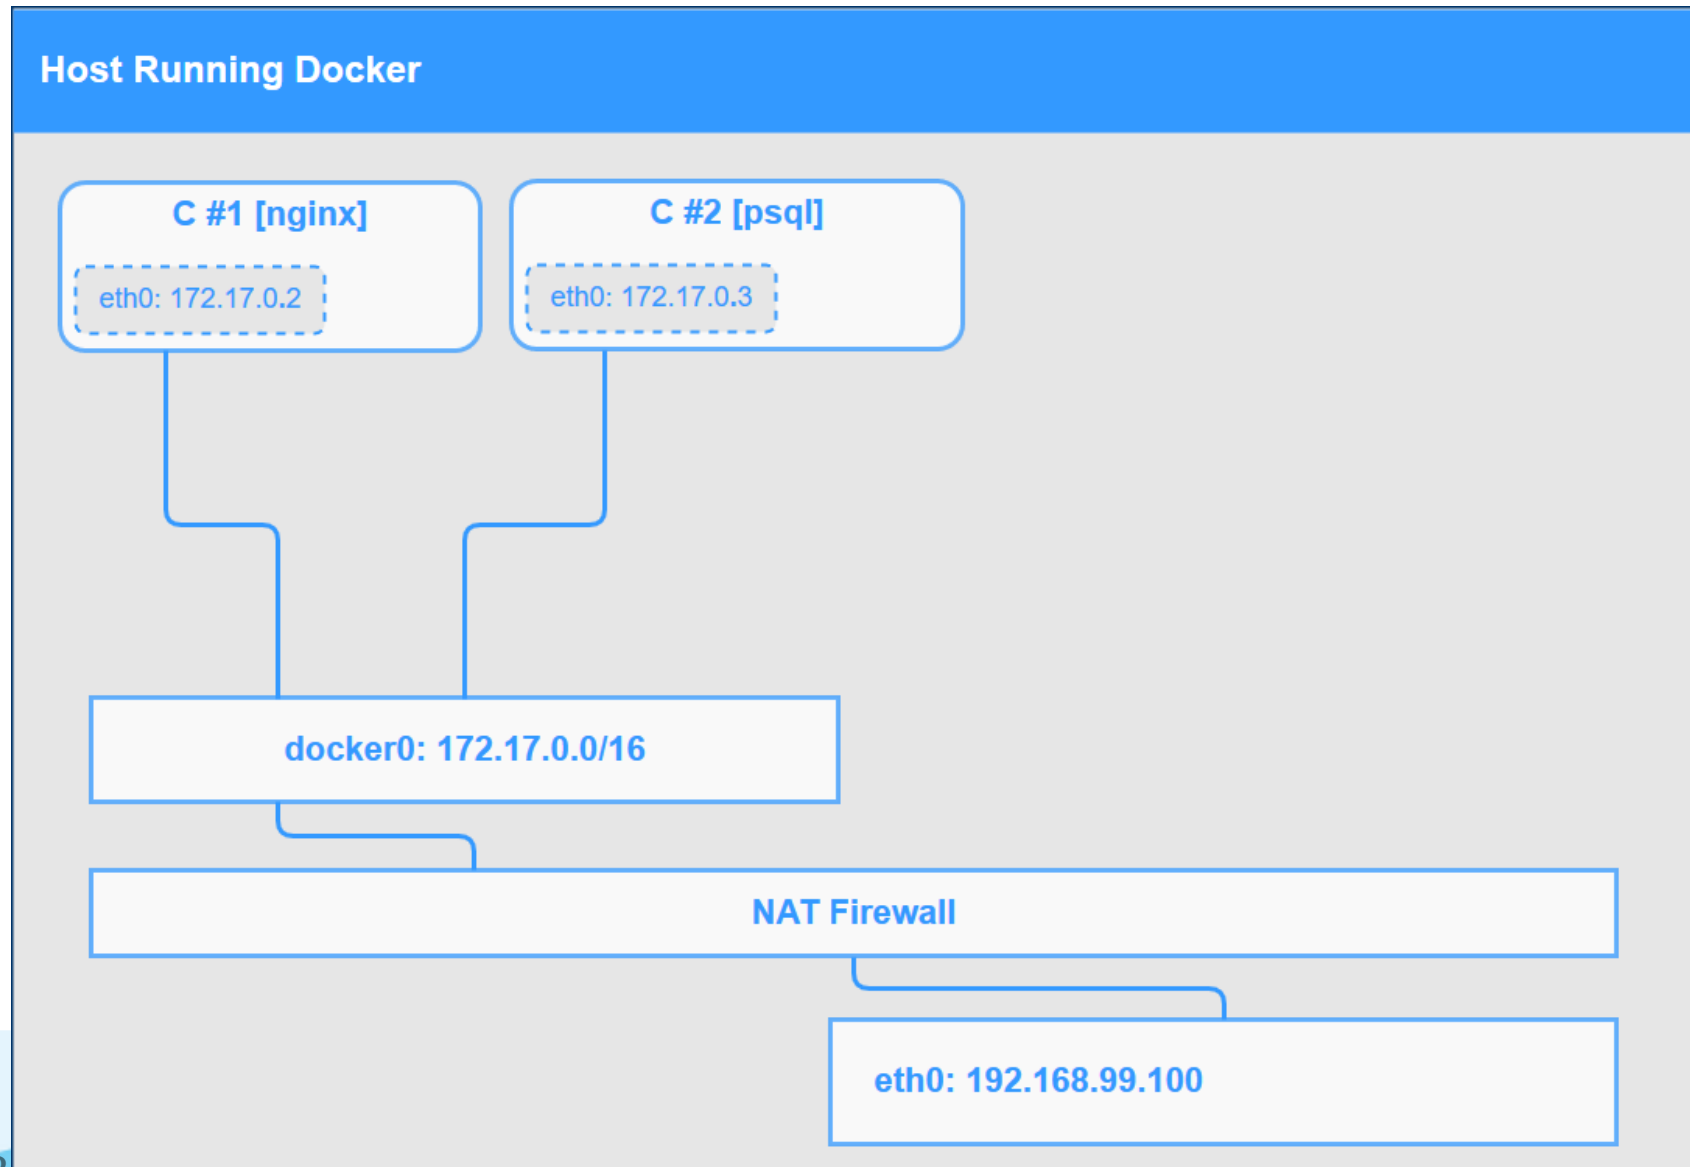 Host Running Docker
C #1 [nginx]
eth0: 172.17.0.2
C #2 [psql]
eth0: 172.17.0.3
docker0: 172.17.0.0/16
NAT Firewall
eth0: 192.168.99.100